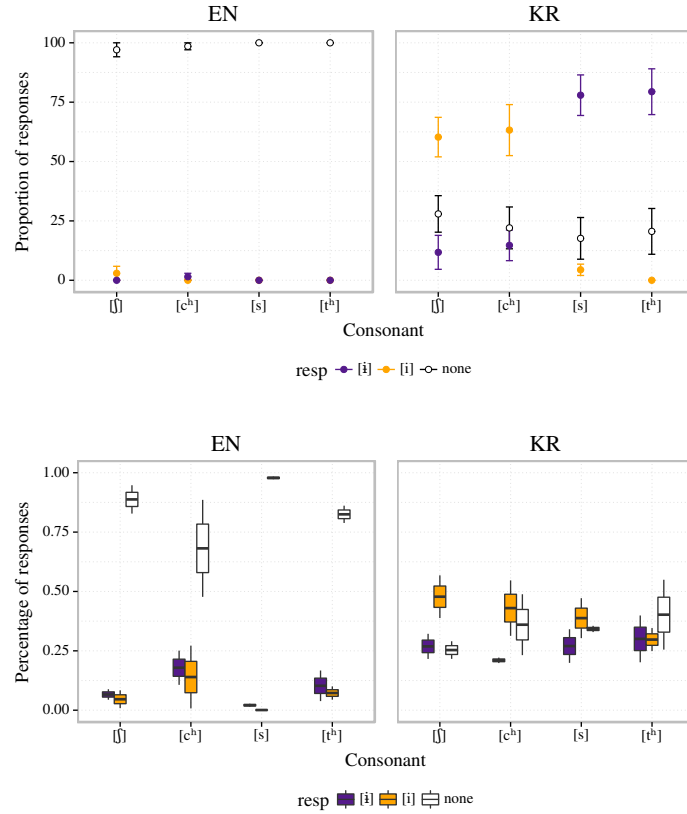 EN KR
Proportion of responses
100
75
50
25
0
[ʃ] [cʰ] [s] [tʰ] [ʃ] [cʰ] [s] [tʰ]
Consonant
resp [ɨ] [i] none
EN KR
Percentage of responses
1.00
0.75
0.50
0.25
0.00
[ʃ] [cʰ] [s] [tʰ] [ʃ] [cʰ] [s] [tʰ]
Consonant
resp [ɨ] [i] none